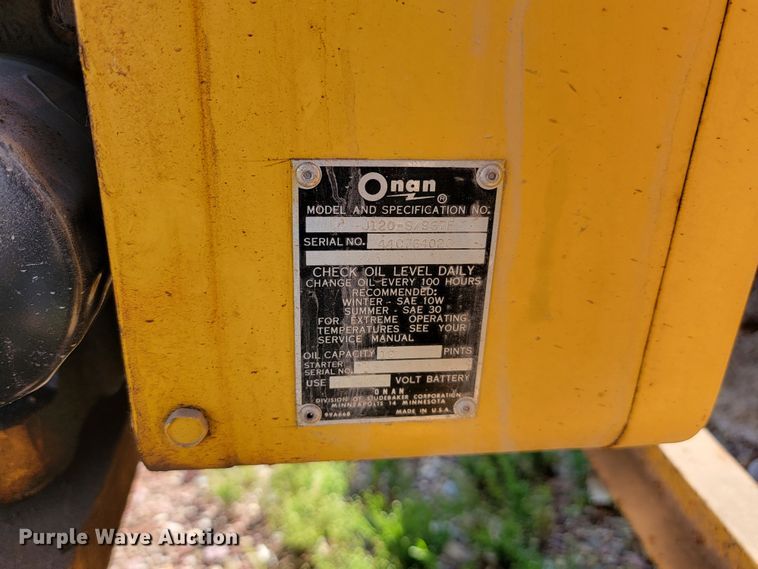 Onan
®
MODEL AND SPECIFICATION NO.
SERIAL NO.
CHECK OIL LEVEL DAILY
CHANGE OIL EVERY 100 HOURS
RECOMMENDED:
WINTER - SAE 10W
SUMMER - SAE 30
FOR EXTREME OPERATING
TEMPERATURES SEE YOUR
SERVICE MANUAL
OIL CAPACITY PINTS
STARTER
SERIAL NO.
USE VOLT BATTERY
ONAN
DIVISION OF STUDEBAKER CORPORATION
MINNEAPOLIS 14 MINNESOTA
MADE IN U.S.A.
Purple Wave Auction